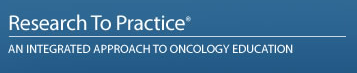 Research To Practice®
AN INTEGRATED APPROACH TO ONCOLOGY EDUCATION